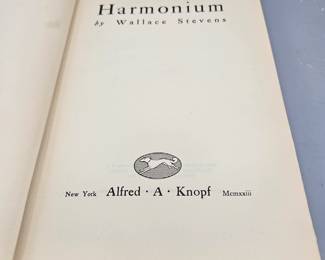 Harmonium
by Wallace Stevens
New York Alfred · A · Knopf Mcmxxiii